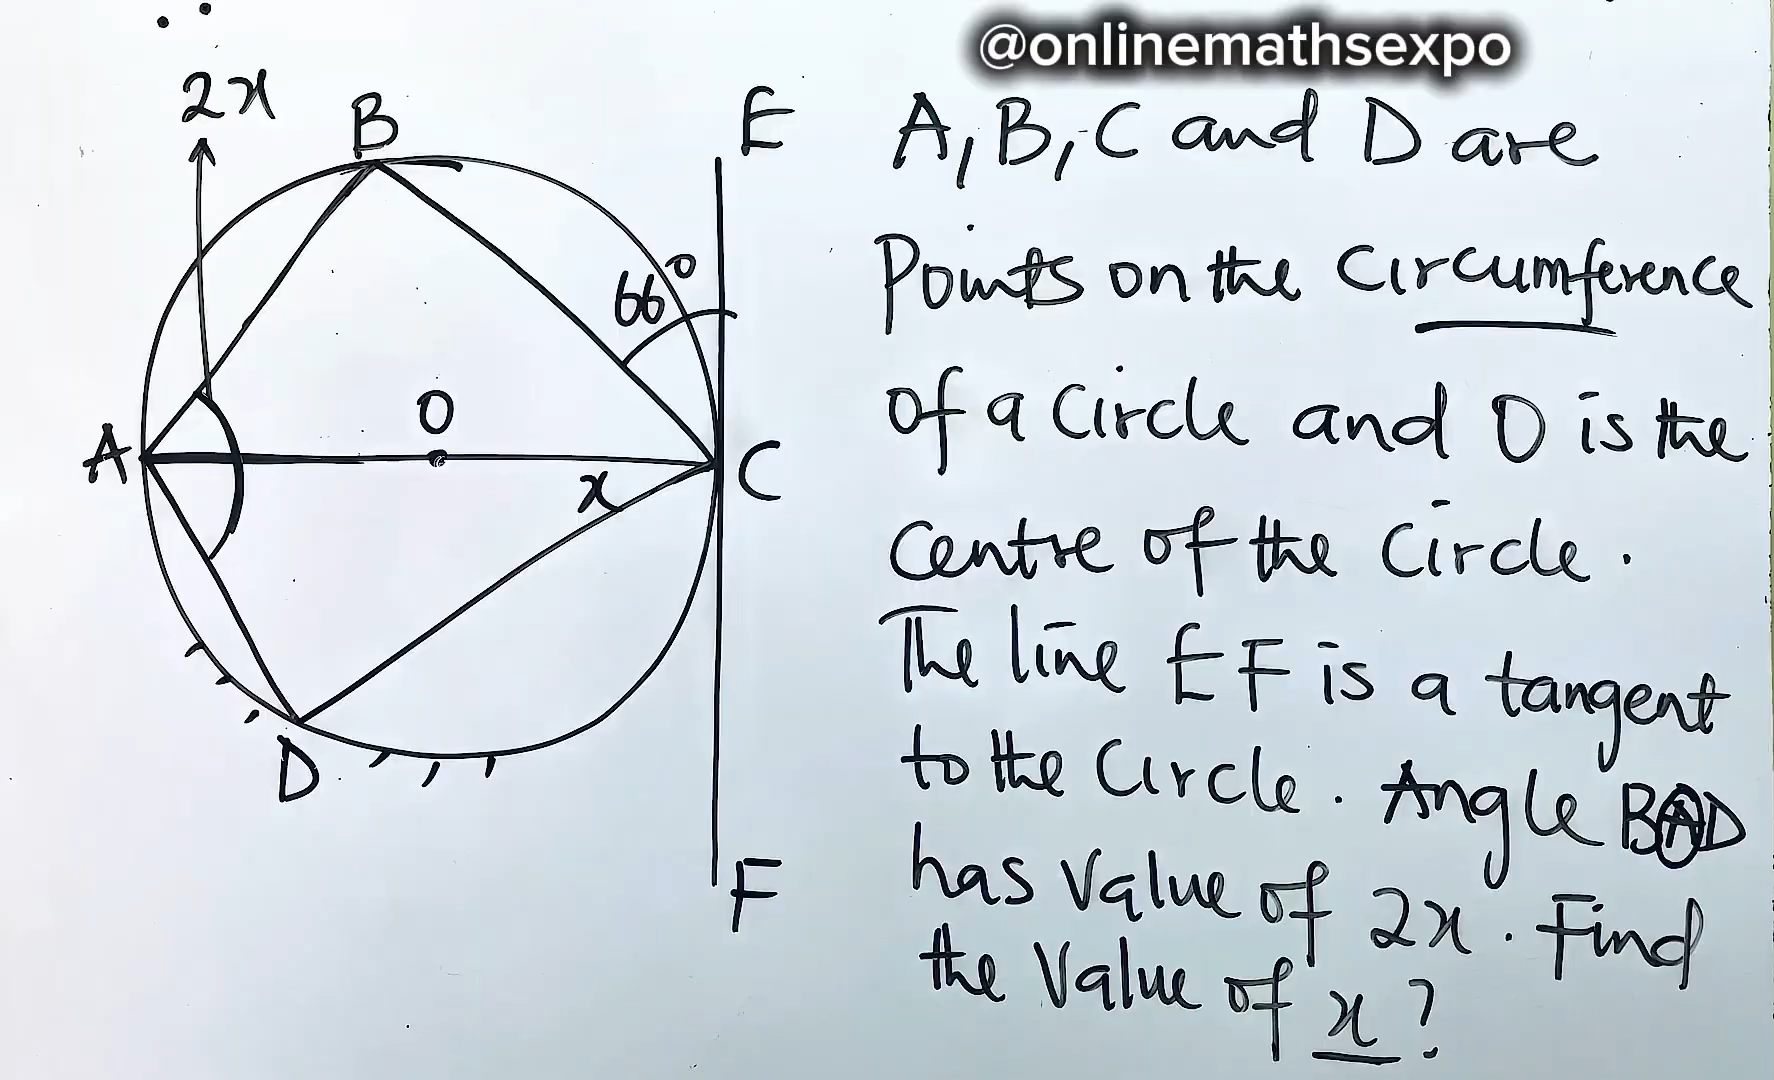 @onlinemathsexpo
2x
B
E
66°
O
A
x
C
D
F
A, B, C and D are
Points on the Circumference
of a Circle and O is the
Centre of the Circle.
The line EF is a tangent
to the Circle. Angle BAD
has Value of 2x. Find
the Value of x?